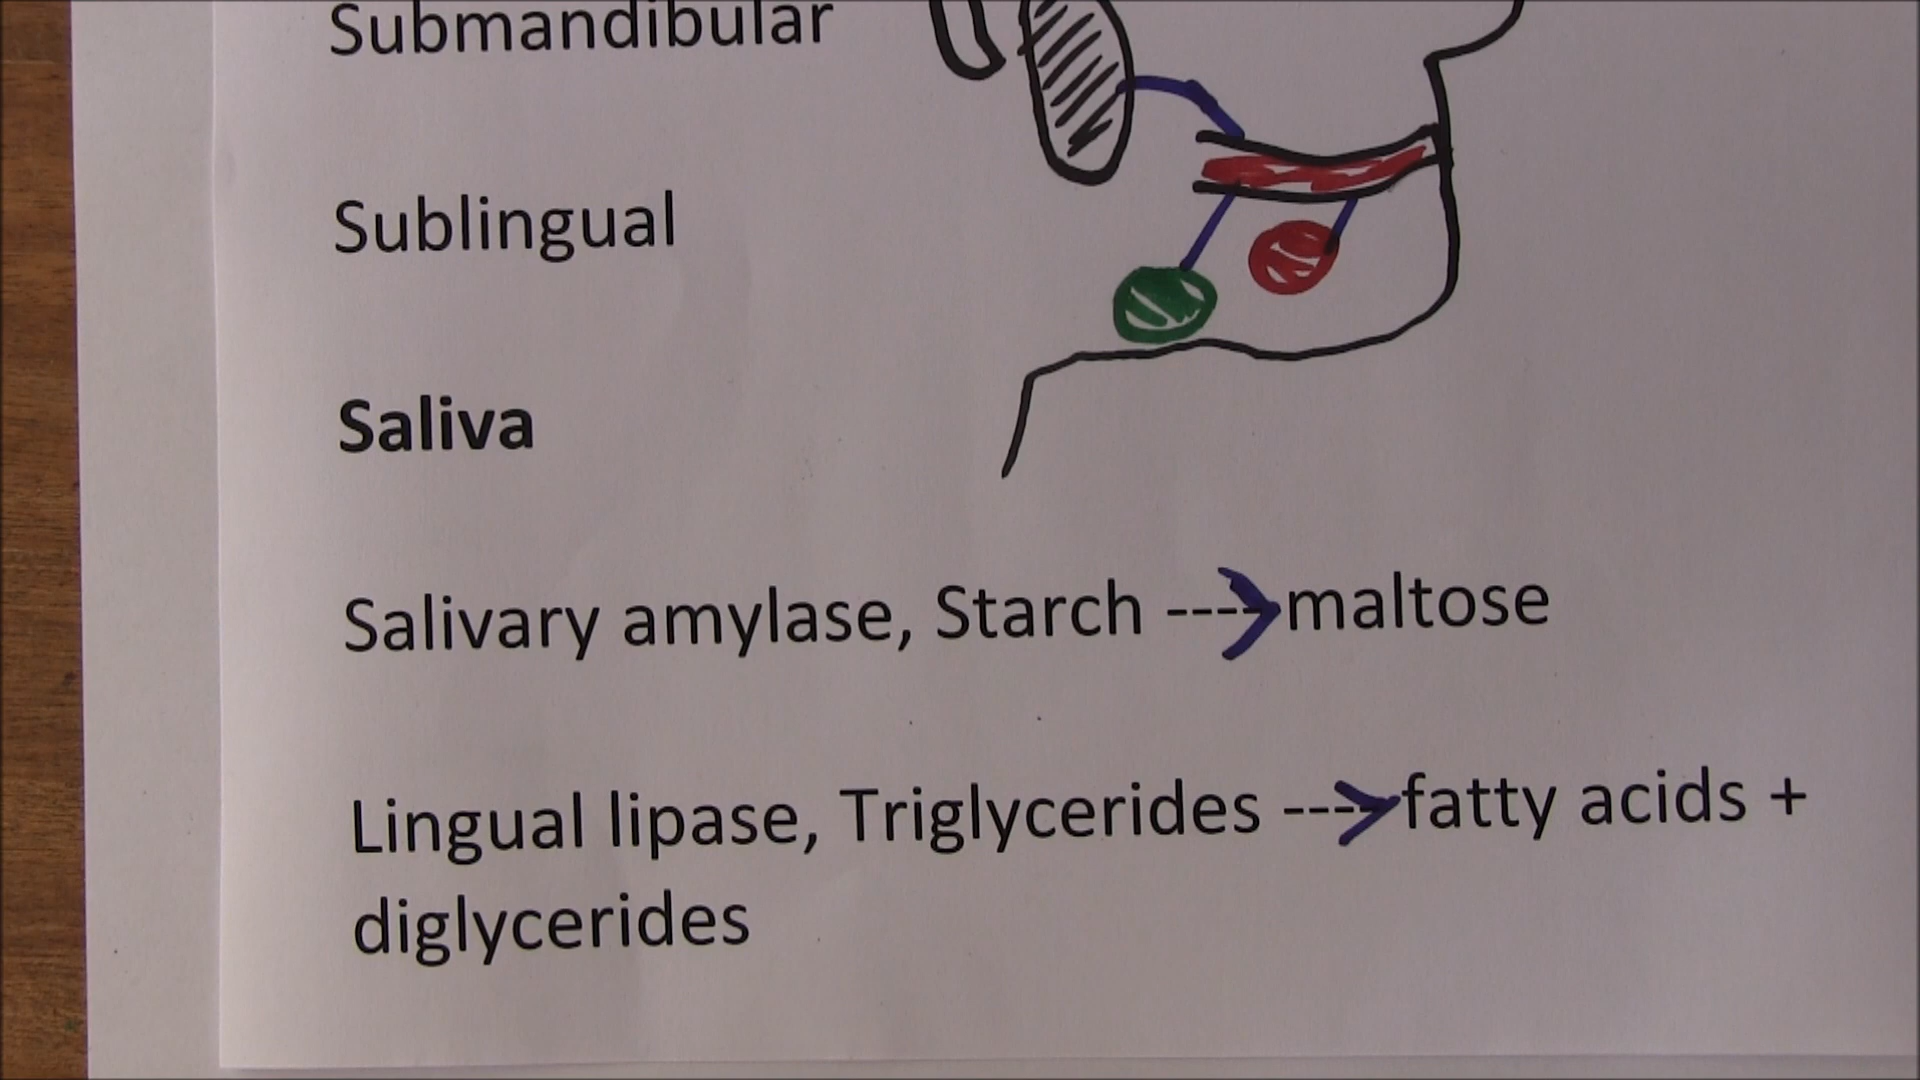 Submandibular
Sublingual
Saliva
Salivary amylase, Starch ----> maltose
Lingual lipase, Triglycerides ----> fatty acids +
diglycerides